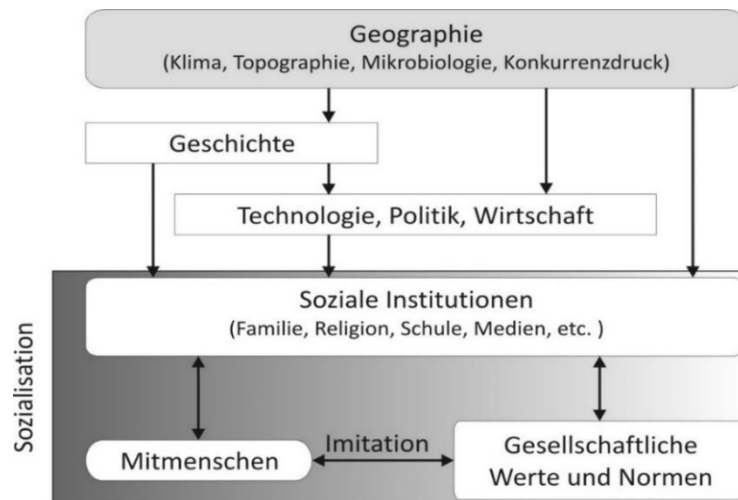 Geographie
(Klima, Topographie, Mikrobiologie, Konkurrenzdruck)
Geschichte
Technologie, Politik, Wirtschaft
Sozialisation
Soziale Institutionen
(Familie, Religion, Schule, Medien, etc. )
Mitmenschen
Imitation
Gesellschaftliche
Werte und Normen